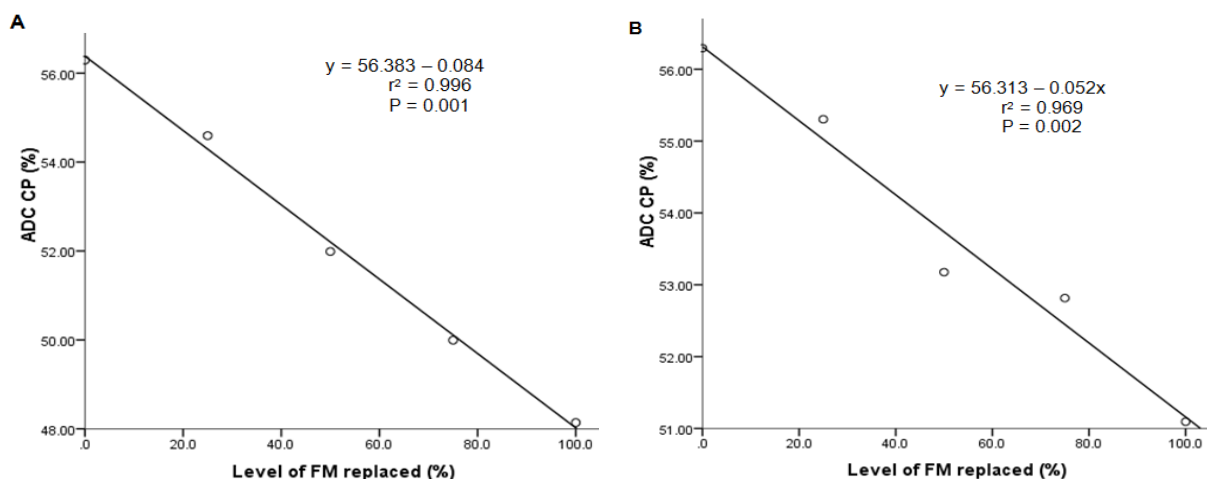 A
y = 56.383 – 0.084
r² = 0.996
P = 0.001
56.00
54.00
52.00
50.00
48.00
ADC CP (%)
.0 20.0 40.0 60.0 80.0 100.0
Level of FM replaced (%)
B
y = 56.313 – 0.052x
r² = 0.969
P = 0.002
56.00
55.00
54.00
53.00
52.00
51.00
ADC CP (%)
.0 20.0 40.0 60.0 80.0 100.0
Level of FM replaced (%)